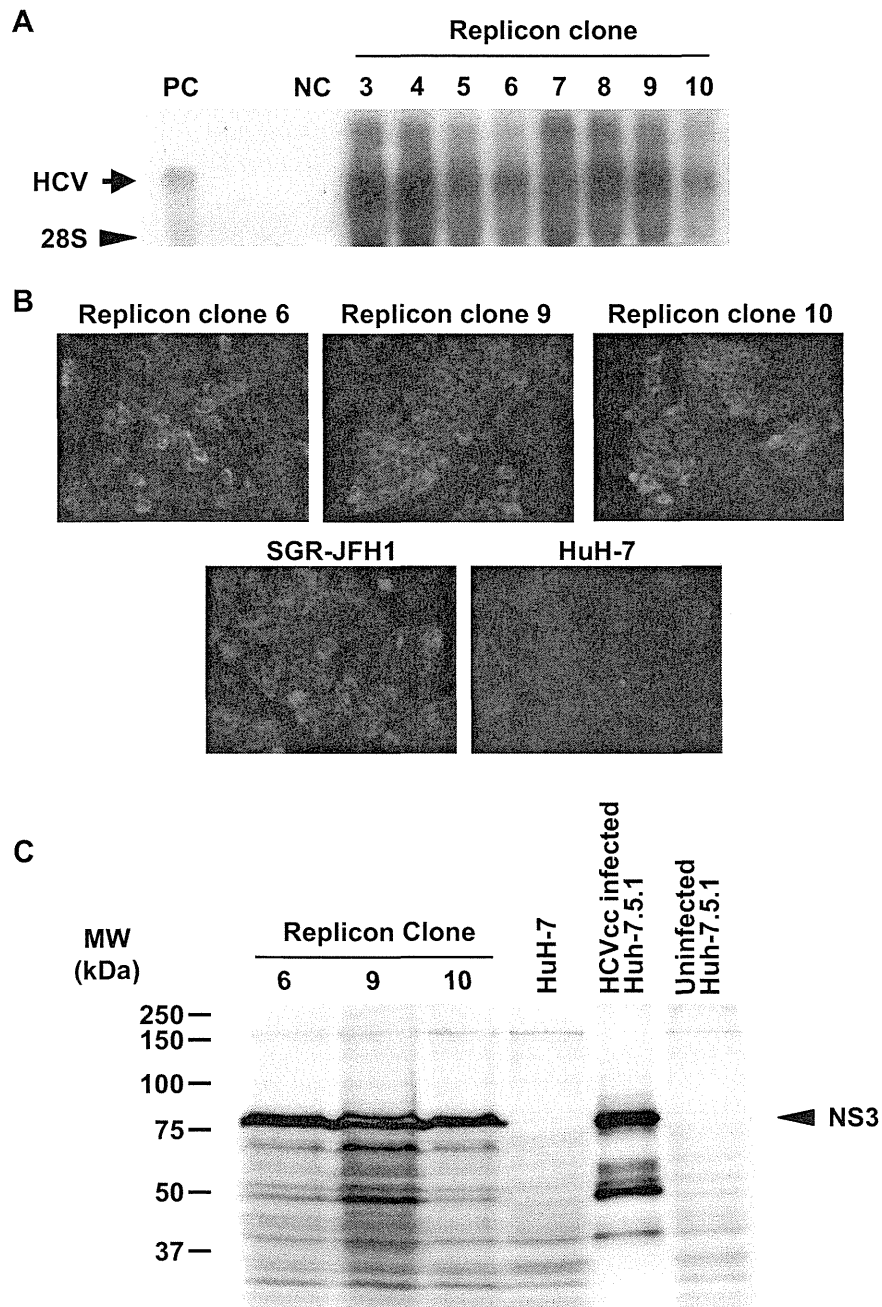 A
Replicon clone
PC NC 3 4 5 6 7 8 9 10
HCV
28S
B
Replicon clone 6 Replicon clone 9 Replicon clone 10
SGR-JFH1 HuH-7
C
MW
(kDa)
Replicon Clone
6 9 10
HuH-7
HCVcc infected
Huh-7.5.1
Uninfected
Huh-7.5.1
250
150
100
75
50
37
NS3